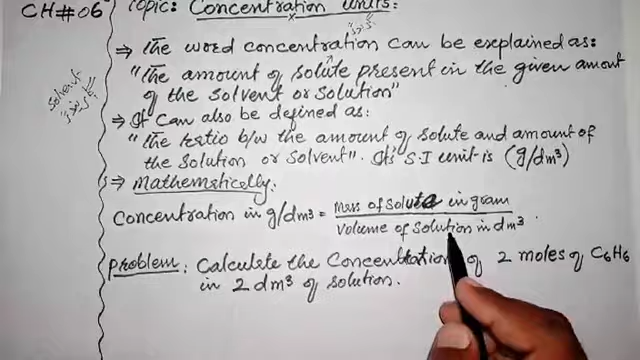 CH#06 Topic: Concentration Units:
⇒ The word concentration can be explained as:
"The amount of solute present in the given amount
of the solvent or solution"
solvent
⇒ It can also be defined as:
"The Ratio b/w the amount of solute and amount of
the solution or solvent". It's S.I unit is (g/dm³)
⇒ Mathematically:
Concentration in g/dm³ = Mass of solute in gram
Volume of solution in dm³
Problem: Calculate the Concentration of 2 moles of C₆H₆
in 2 dm³ of solution.